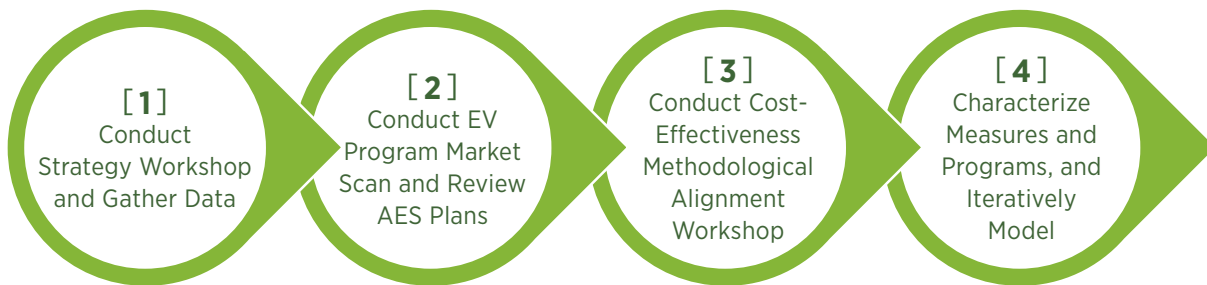 [1]
Conduct
Strategy Workshop
and Gather Data
[2]
Conduct EV
Program Market
Scan and Review
AES Plans
[3]
Conduct Cost-
Effectiveness
Methodological
Alignment
Workshop
[4]
Characterize
Measures and
Programs, and
Iteratively
Model